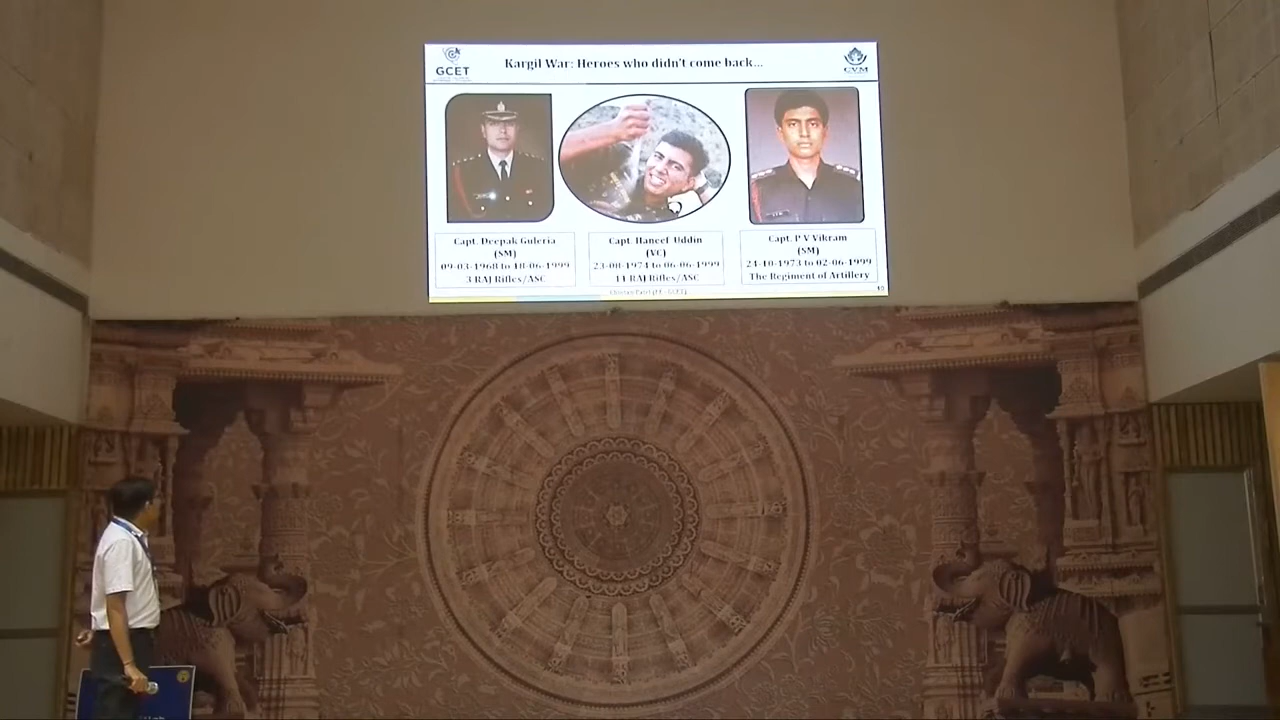 GCET
Kargil War: Heroes who didn't come back...
CVM
Capt. Deepak Guleria
(SM)
09-03-1968 to 18-06-1999
3 RAJ Rifles/ASC
Capt. Haneef Uddin
(VC)
23-08-1974 to 06-06-1999
11 RAJ Rifles/ASC
Capt. P V Vikram
(SM)
24-10-1973 to 02-06-1999
The Regiment of Artillery